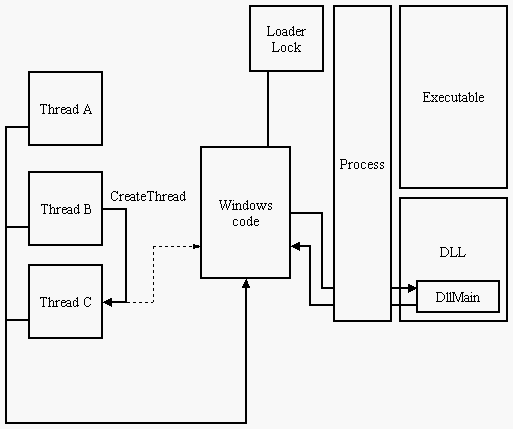 Loader
Lock
Thread A
Executable
Process
CreateThread
Thread B
Windows
code
DLL
Thread C
DllMain